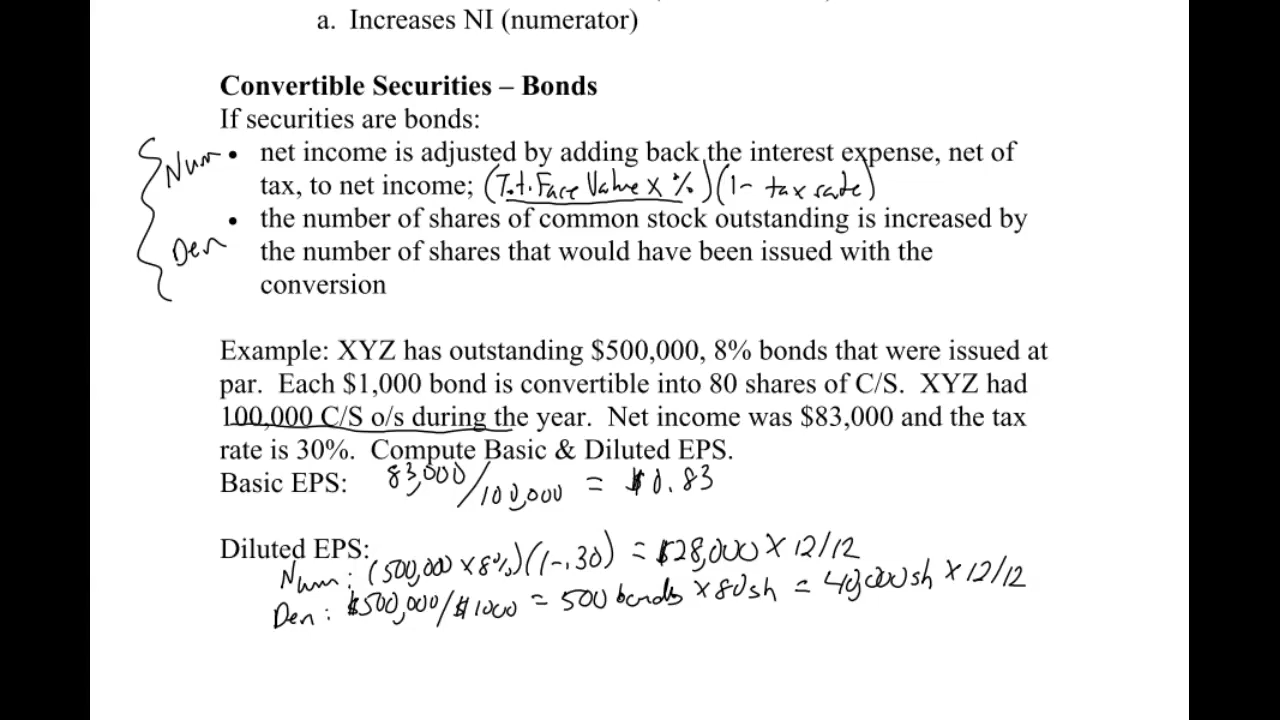 a. Increases NI (numerator)
Convertible Securities – Bonds
If securities are bonds:
Num • net income is adjusted by adding back the interest expense, net of
tax, to net income; (Tot. Face Value x %)(1- tax rate)
• the number of shares of common stock outstanding is increased by
Den the number of shares that would have been issued with the
conversion
Example: XYZ has outstanding $500,000, 8% bonds that were issued at
par. Each $1,000 bond is convertible into 80 shares of C/S. XYZ had
100,000 C/S o/s during the year. Net income was $83,000 and the tax
rate is 30%. Compute Basic & Diluted EPS.
Basic EPS: 83,000/100,000 = $0.83
Diluted EPS:
Num: (500,000 x 8%)(1-.30) = $28,000 x 12/12
Den: $500,000/$1000 = 500 bonds x 80sh = 40,000sh x 12/12